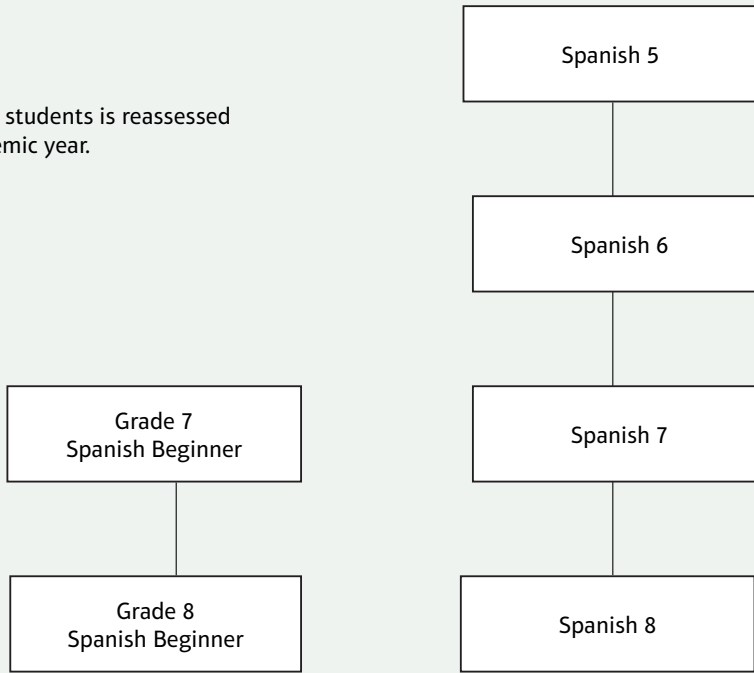 Spanish 5
students is reassessed
emic year.
Spanish 6
Grade 7
Spanish Beginner
Spanish 7
Grade 8
Spanish Beginner
Spanish 8